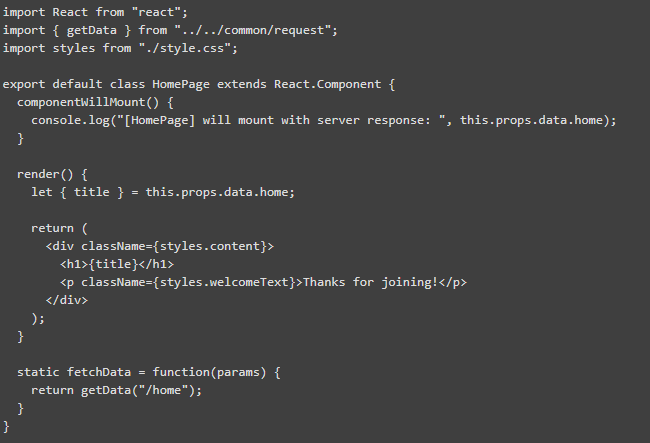 import React from "react";
import { getData } from "../../common/request";
import styles from "./style.css";

export default class HomePage extends React.Component {
  componentWillMount() {
    console.log("[HomePage] will mount with server response: ", this.props.data.home);
  }

  render() {
    let { title } = this.props.data.home;

    return (
      <div className={styles.content}>
        <h1>{title}</h1>
        <p className={styles.welcomeText}>Thanks for joining!</p>
      </div>
    );
  }

  static fetchData = function(params) {
    return getData("/home");
  }
}